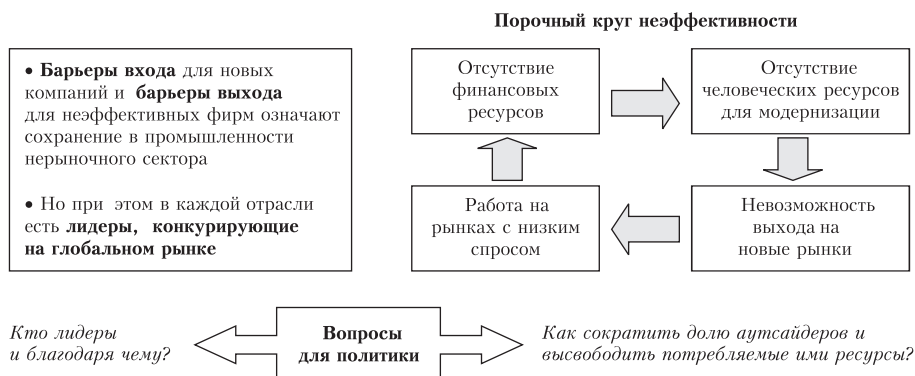 Порочный круг неэффективности
• Барьеры входа для новых
компаний и барьеры выхода
для неэффективных фирм означают
сохранение в промышленности
нерыночного сектора
• Но при этом в каждой отрасли
есть лидеры, конкурирующие
на глобальном рынке
Отсутствие
финансовых
ресурсов
Отсутствие
человеческих ресурсов
для модернизации
Работа на
рынках с низким
спросом
Невозможность
выхода на
новые рынки
Кто лидеры
и благодаря чему?
Вопросы
для политики
Как сократить долю аутсайдеров и
высвободить потребляемые ими ресурсы?